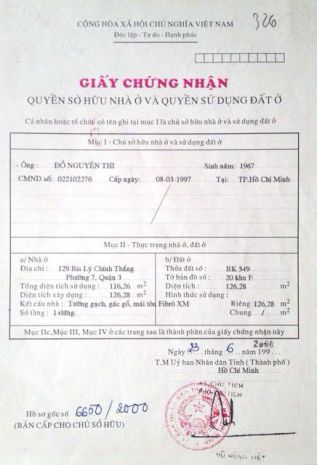 CỘNG HÒA XÃ HỘI CHỦ NGHĨA VIỆT NAM
326
Độc lập - Tự do - Hạnh phúc
GIẤY CHỨNG NHẬN
QUYỀN SỞ HỮU NHÀ Ở VÀ QUYỀN SỬ DỤNG ĐẤT Ở
Cá nhân hoặc tổ chức có tên ghi tại mục I là chủ sở hữu nhà ở và sử dụng đất ở
Mục I - Chủ sở hữu nhà ở và sử dụng đất ở
- Ông : ĐỖ NGUYÊN THI Sinh năm: 1967
CMND số: 022102276 Cấp ngày: 08-03-1997 Tại: TP.Hồ Chí Minh
Mục II - Thực trạng nhà ở, đất ở
a/ Nhà ở b/ Đất ở
Địa chỉ : 129 Bis Lý Chính Thắng Thửa đất số : BK 549
Phường 7, Quận 3 Tờ bản đồ số : 20 khu F.
Tổng diện tích sử dụng : 116,26 m2 Diện tích : 126,28 m2
Diện tích xây dựng : 126,28 m2 Hình thức sử dụng :
Kết cấu nhà : Tường gạch, gác gỗ, mái tôn Fibrô XM Riêng 126,28 m2
Số tầng : 1 tầng. Chung / m2
Mục IIc, Mục III, Mục IV ở các trang sau là thành phần của giấy chứng nhận này
Ngày 23 tháng 6 năm 199... 2000
T.M Uỷ ban Nhân dân Tỉnh ( Thành phố )
Hồ Chí Minh
CHỦ TỊCH
Hồ sơ gốc số 6650 / 2000
(BẢN CẤP CHO CHỦ SỞ HỮU)
VŨ HÙNG VIỆT